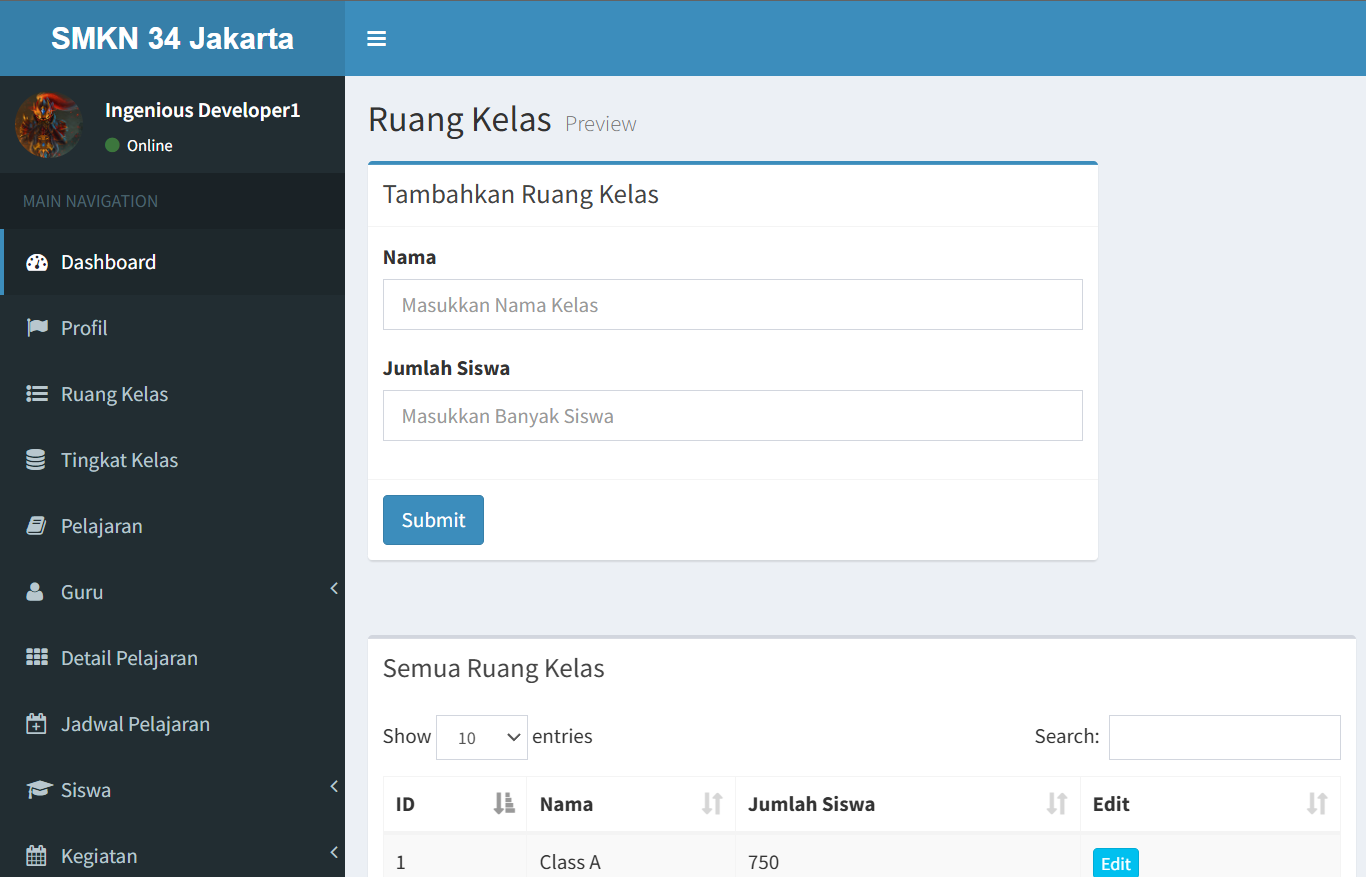 SMKN 34 Jakarta
Ingenious Developer1
Online
MAIN NAVIGATION
Dashboard
Profil
Ruang Kelas
Tingkat Kelas
Pelajaran
Guru
Detail Pelajaran
Jadwal Pelajaran
Siswa
Kegiatan
Ruang Kelas Preview
Tambahkan Ruang Kelas
Nama
Masukkan Nama Kelas
Jumlah Siswa
Masukkan Banyak Siswa
Submit
Semua Ruang Kelas
Show 10 entries Search:
ID Nama Jumlah Siswa Edit
1 Class A 750 Edit